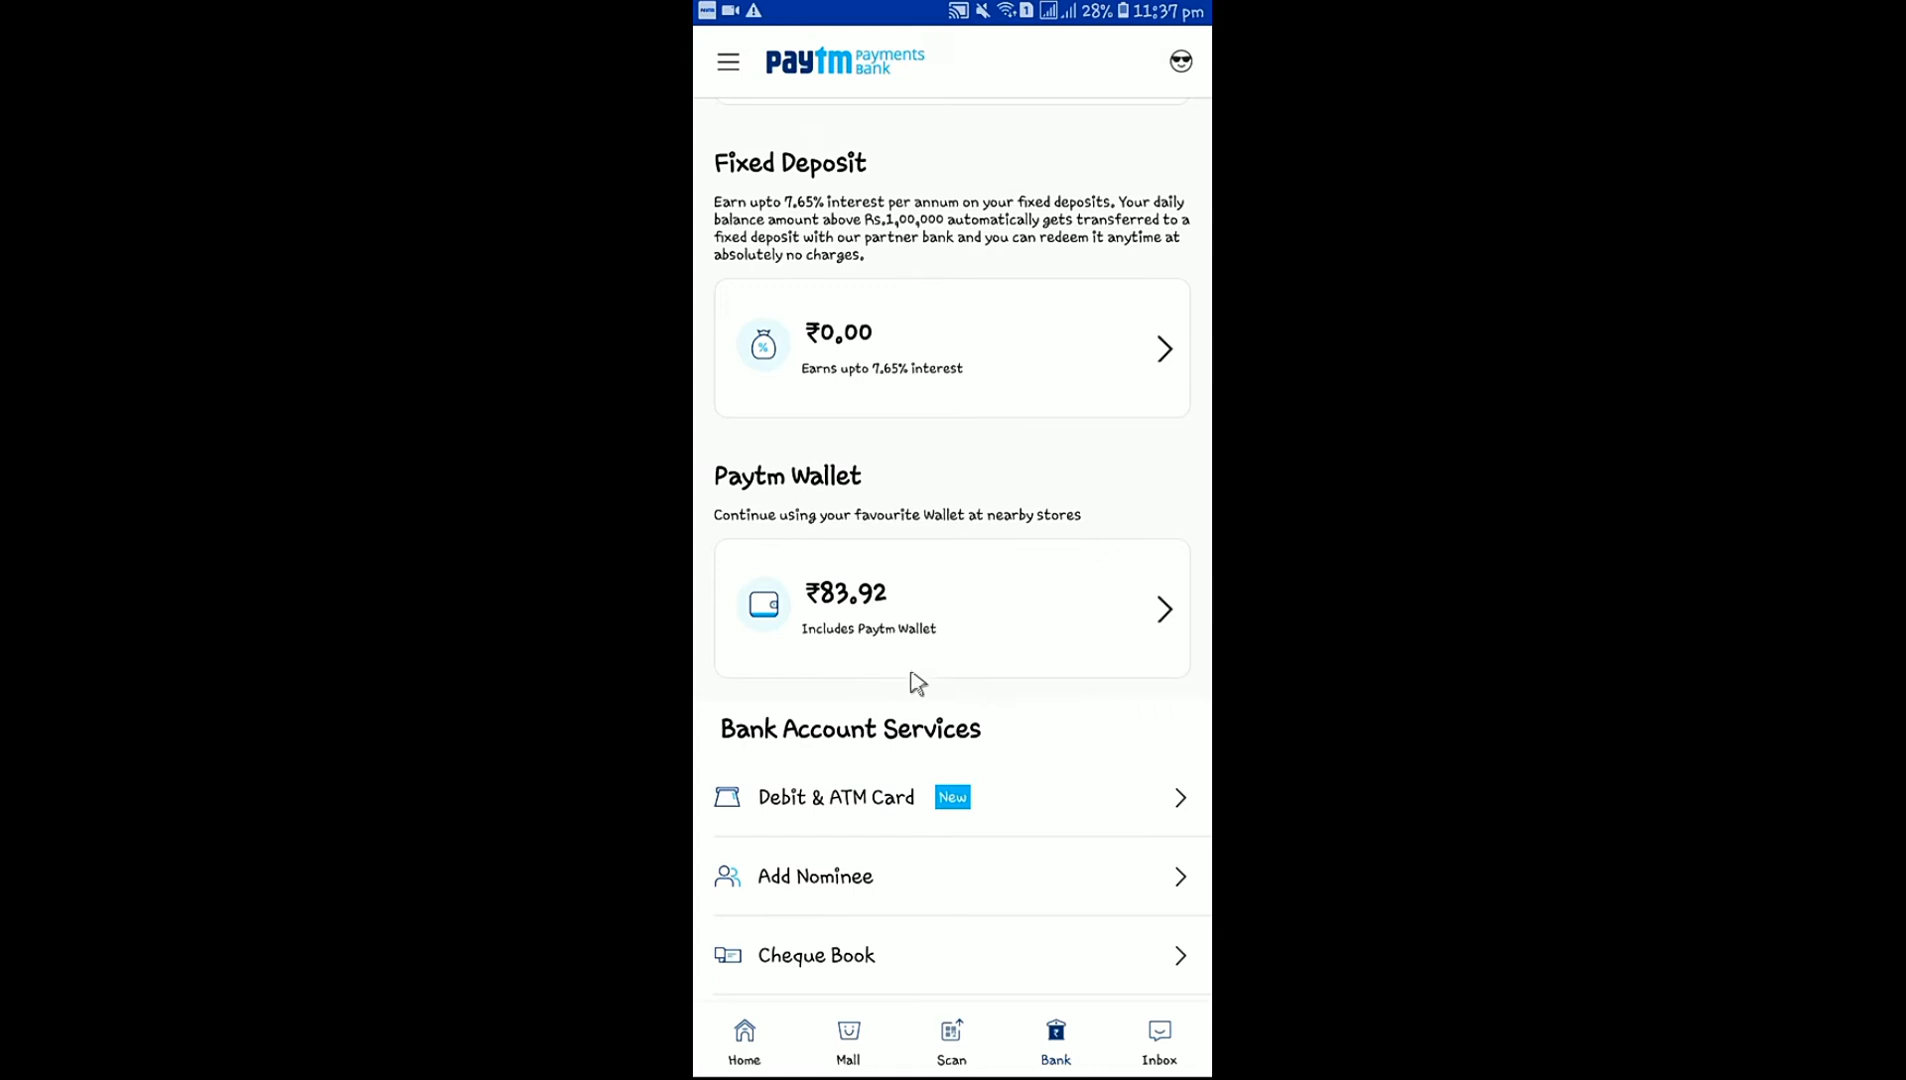 28% 11:37 pm
paytm Payments Bank
Fixed Deposit
Earn upto 7.65% interest per annum on your fixed deposits. Your daily
balance amount above Rs.1,00,000 automatically gets transferred to a
fixed deposit with our partner bank and you can redeem it anytime at
absolutely no charges.
₹0.00
Earns upto 7.65% interest
Paytm Wallet
Continue using your favourite Wallet at nearby stores
₹83.92
Includes Paytm Wallet
Bank Account Services
Debit & ATM Card New
Add Nominee
Cheque Book
Home Mall Scan Bank Inbox